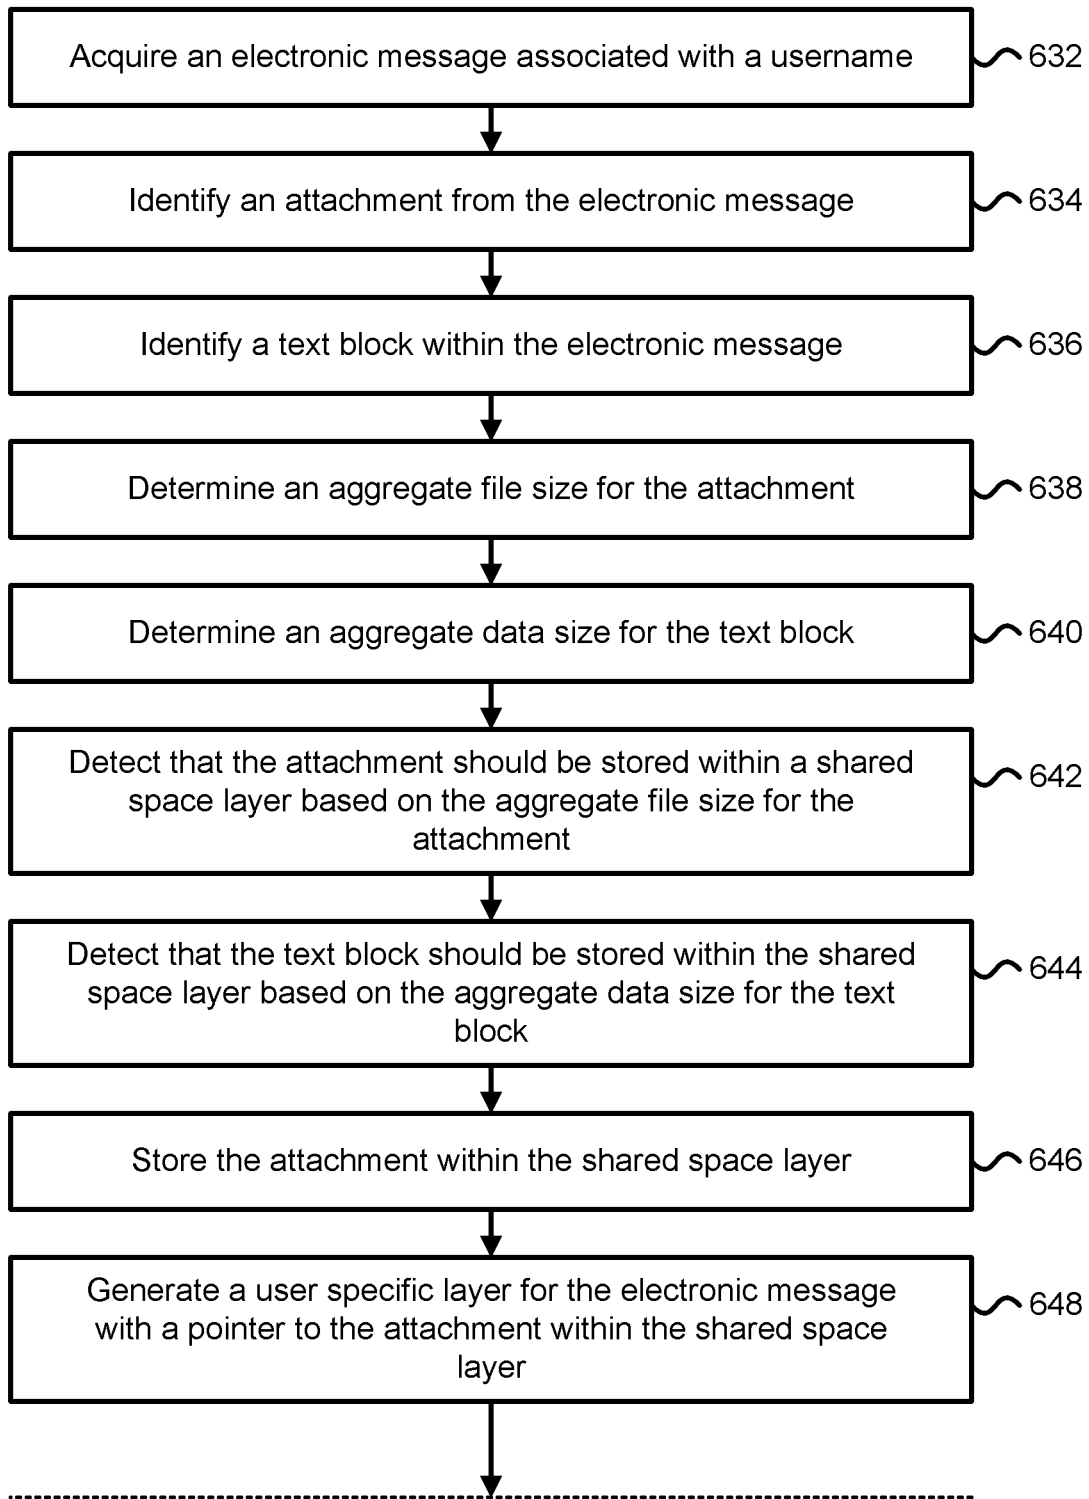 Acquire an electronic message associated with a username
632
Identify an attachment from the electronic message
634
Identify a text block within the electronic message
636
Determine an aggregate file size for the attachment
638
Determine an aggregate data size for the text block
640
Detect that the attachment should be stored within a shared
space layer based on the aggregate file size for the
attachment
642
Detect that the text block should be stored within the shared
space layer based on the aggregate data size for the text
block
644
Store the attachment within the shared space layer
646
Generate a user specific layer for the electronic message
with a pointer to the attachment within the shared space
layer
648